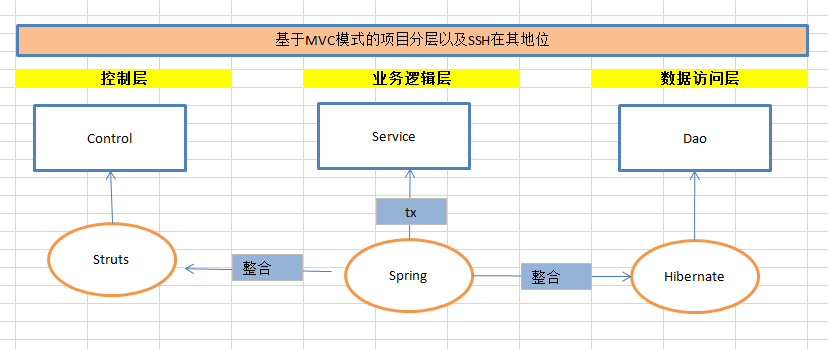 基于MVC模式的项目分层以及SSH在其地位
控制层 业务逻辑层 数据访问层
Control Service Dao
tx
Struts 整合 Spring 整合 Hibernate